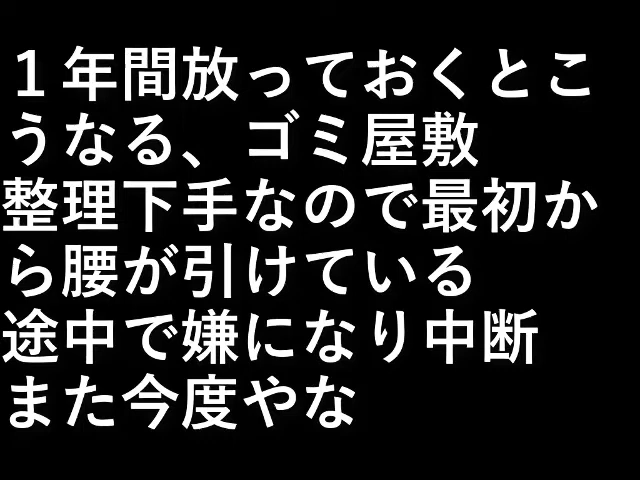 １年間放っておくとこ
うなる、ゴミ屋敷
整理下手なので最初か
ら腰が引けている
途中で嫌になり中断
また今度やな